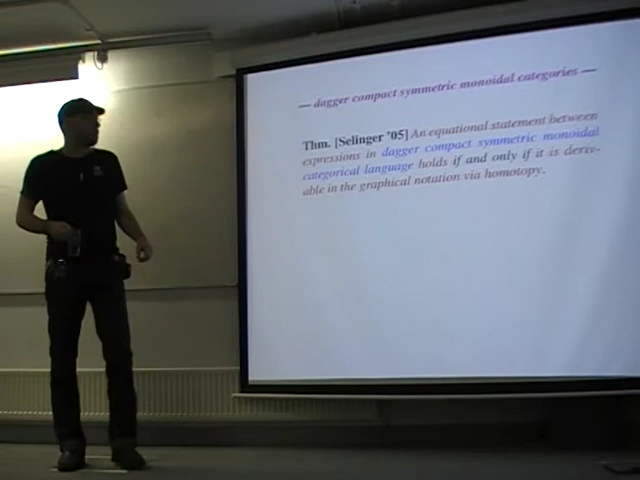 — dagger compact symmetric monoidal categories —
Thm. [Selinger '05] An equational statement between
expressions in dagger compact symmetric monoidal
categorical language holds if and only if it is deriv-
able in the graphical notation via homotopy.